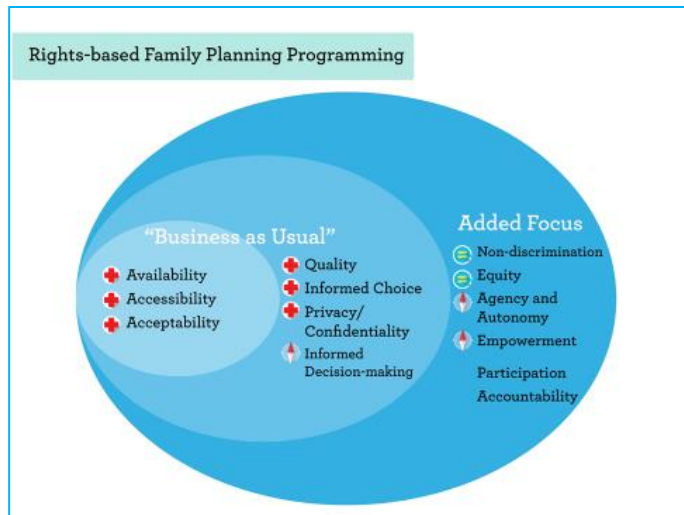 Rights-based Family Planning Programming
"Business as Usual"
Availability
Accessibility
Acceptability
Quality
Informed Choice
Privacy/
Confidentiality
Informed
Decision-making
Added Focus
Non-discrimination
Equity
Agency and
Autonomy
Empowerment
Participation
Accountability